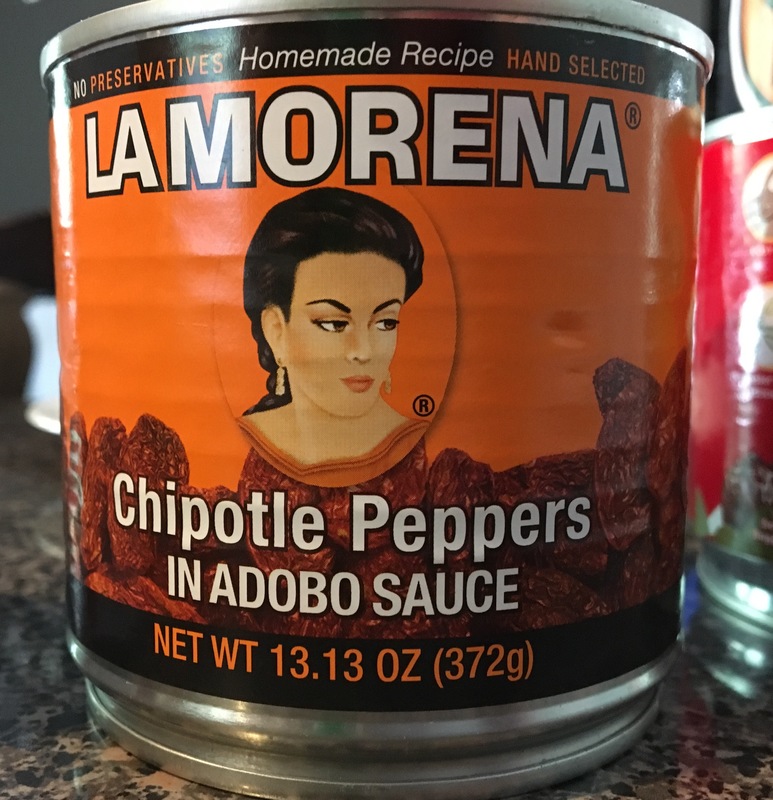 NO PRESERVATIVES Homemade Recipe HAND SELECTED
LA MORENA®
®
Chipotle Peppers
IN ADOBO SAUCE
NET WT 13.13 OZ (372g)